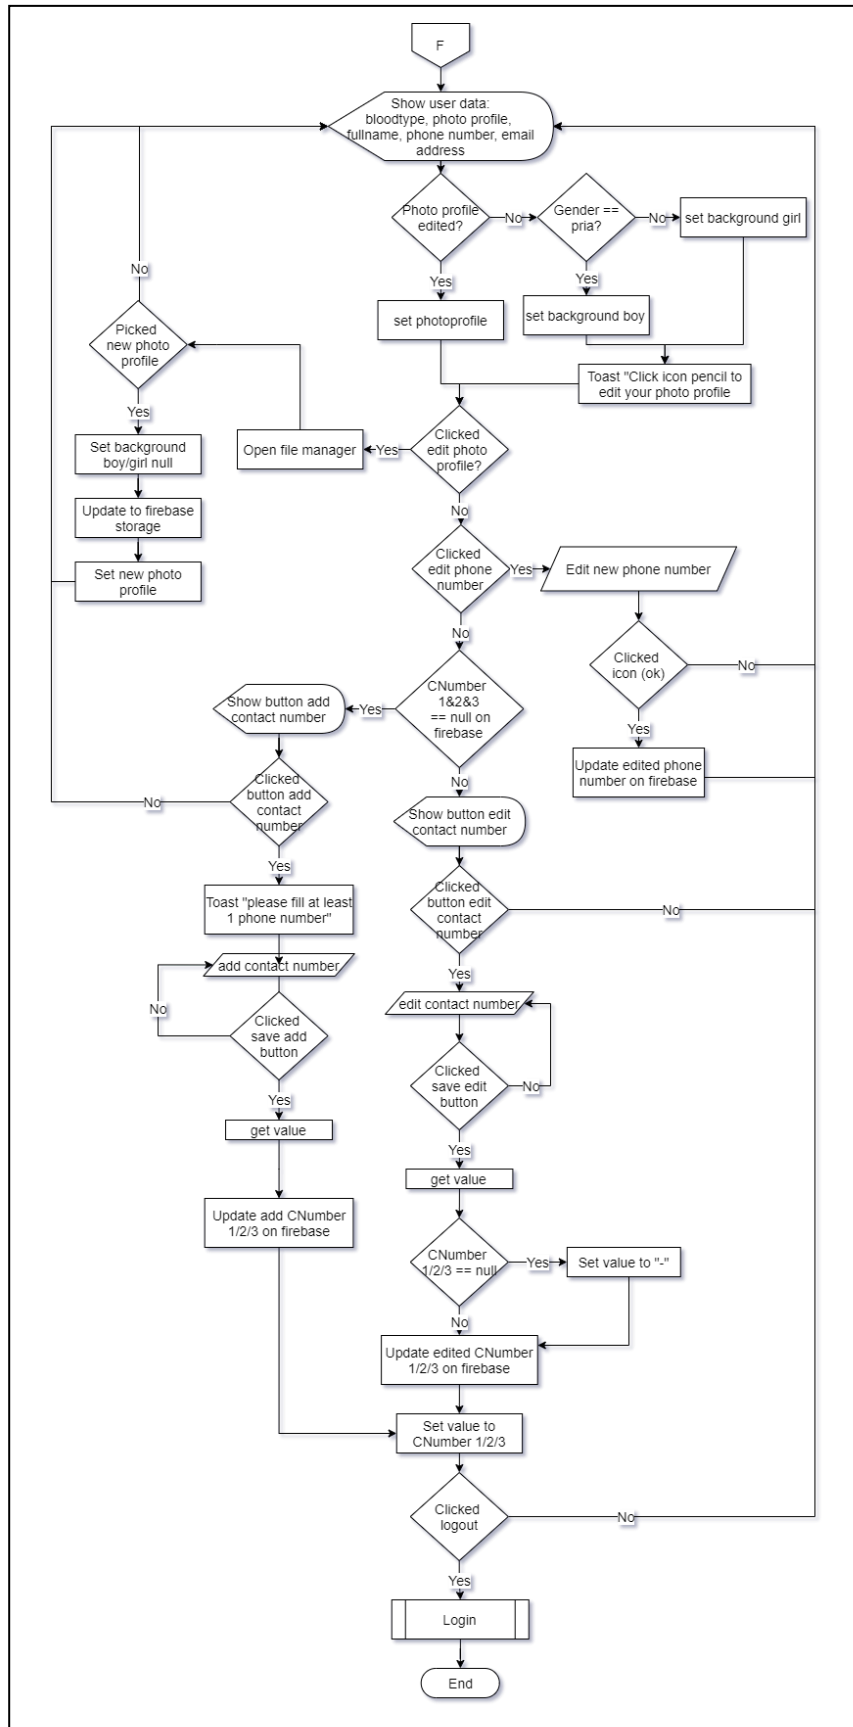 F
Show user data:
bloodtype, photo profile,
fullname, phone number, email
address
Photo profile
edited?
No
Gender ==
pria?
No
set background girl
Yes
Yes
set photoprofile
set background boy
Toast "Click icon pencil to
edit your photo profile
No
Picked
new photo
profile
Yes
Set background
boy/girl null
Update to firebase
storage
Set new photo
profile
Open file manager
Yes
Clicked
edit photo
profile?
No
Clicked
edit phone
number
Yes
Edit new phone number
No
Clicked
icon (ok)
No
Yes
Update edited phone
number on firebase
CNumber
1&2&3
== null on
firebase
Yes
Show button add
contact number
No
Clicked
button add
contact
number
No
Yes
Toast "please fill at least
1 phone number"
add contact number
No
Clicked
save add
button
Yes
get value
Update add CNumber
1/2/3 on firebase
Show button edit
contact number
Clicked
button edit
contact
number
No
Yes
edit contact number
Clicked
save edit
button
No
Yes
get value
CNumber
1/2/3 == null
Yes
Set value to "-"
No
Update edited CNumber
1/2/3 on firebase
Set value to
CNumber 1/2/3
Clicked
logout
No
Yes
Login
End